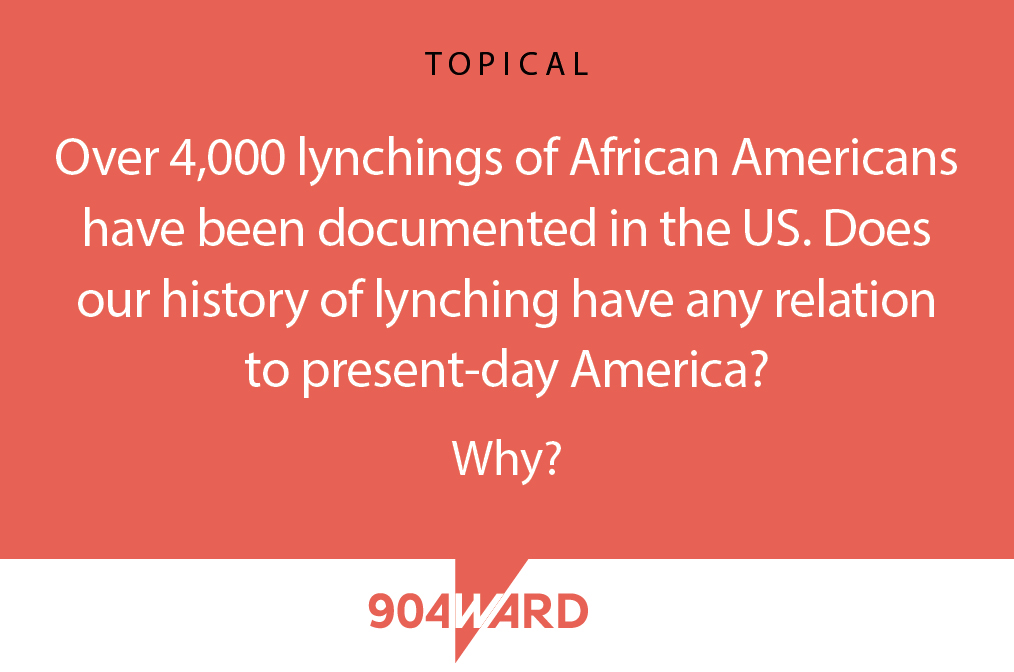 TOPICAL
Over 4,000 lynchings of African Americans
have been documented in the US. Does
our history of lynching have any relation
to present-day America?
Why?
904WARD